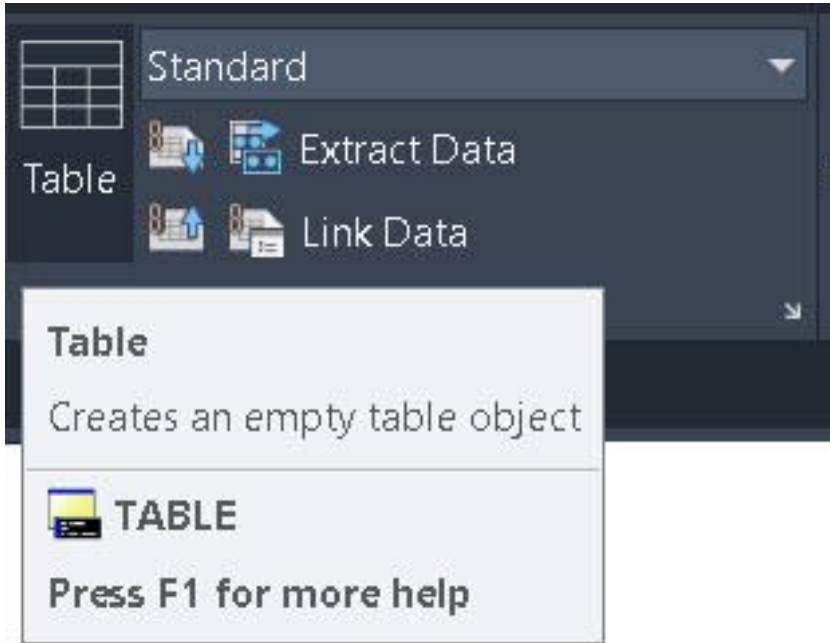 Standard
Table
Extract Data
Link Data
Table
Creates an empty table object
TABLE
Press F1 for more help